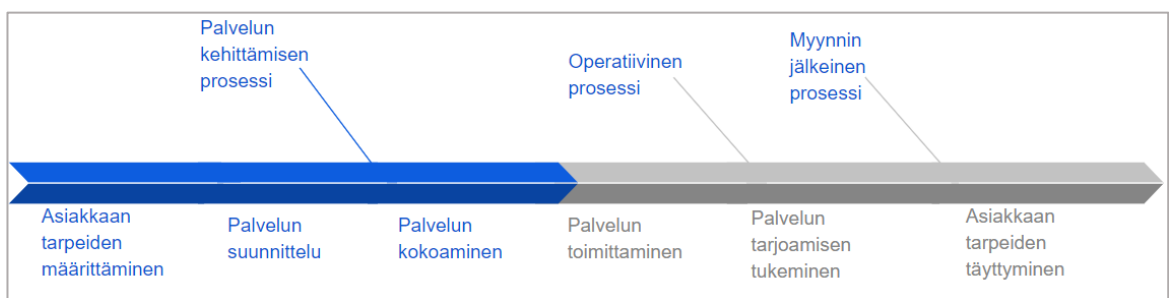 Palvelun
kehittämisen
prosessi
Operatiivinen
prosessi
Myynnin
jälkeinen
prosessi
Asiakkaan
tarpeiden
määrittäminen
Palvelun
suunnittelu
Palvelun
kokoaminen
Palvelun
toimittaminen
Palvelun
tarjoamisen
tukeminen
Asiakkaan
tarpeiden
täyttyminen